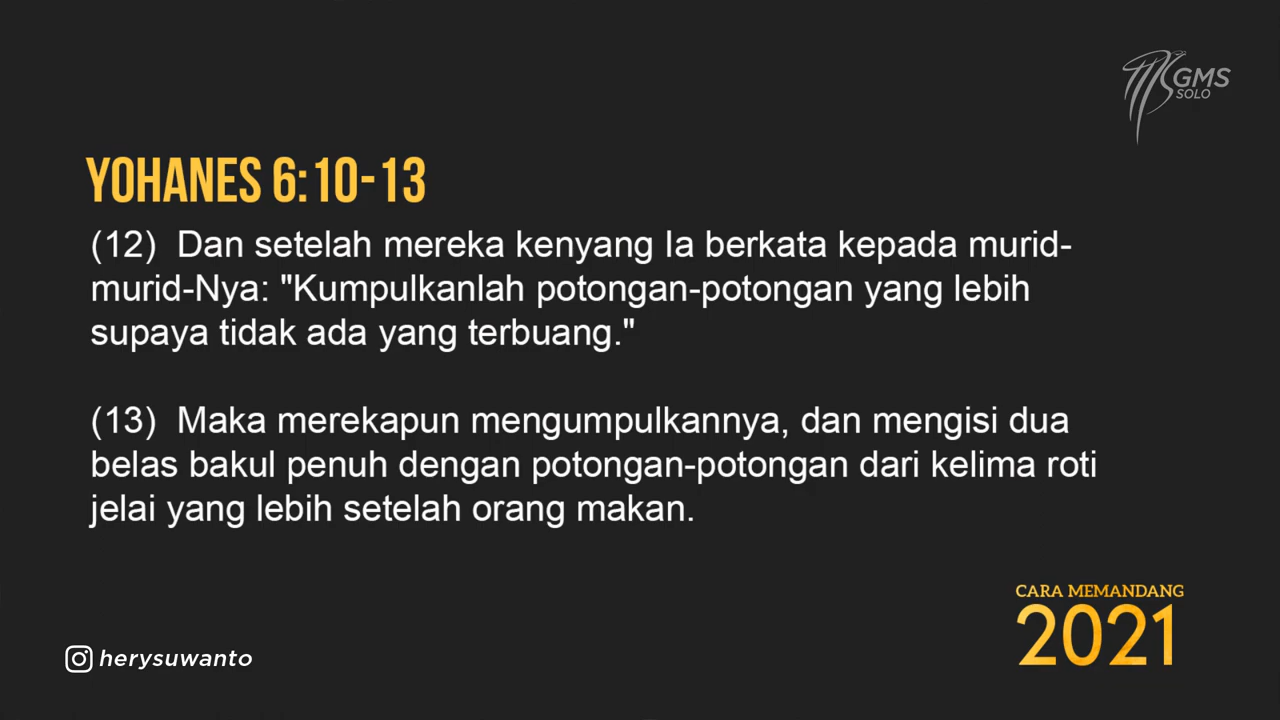 GMS
SOLO
YOHANES 6:10-13
(12)  Dan setelah mereka kenyang Ia berkata kepada murid-
murid-Nya: "Kumpulkanlah potongan-potongan yang lebih
supaya tidak ada yang terbuang."
(13)  Maka merekapun mengumpulkannya, dan mengisi dua
belas bakul penuh dengan potongan-potongan dari kelima roti
jelai yang lebih setelah orang makan.
CARA MEMANDANG
2021
herysuwanto